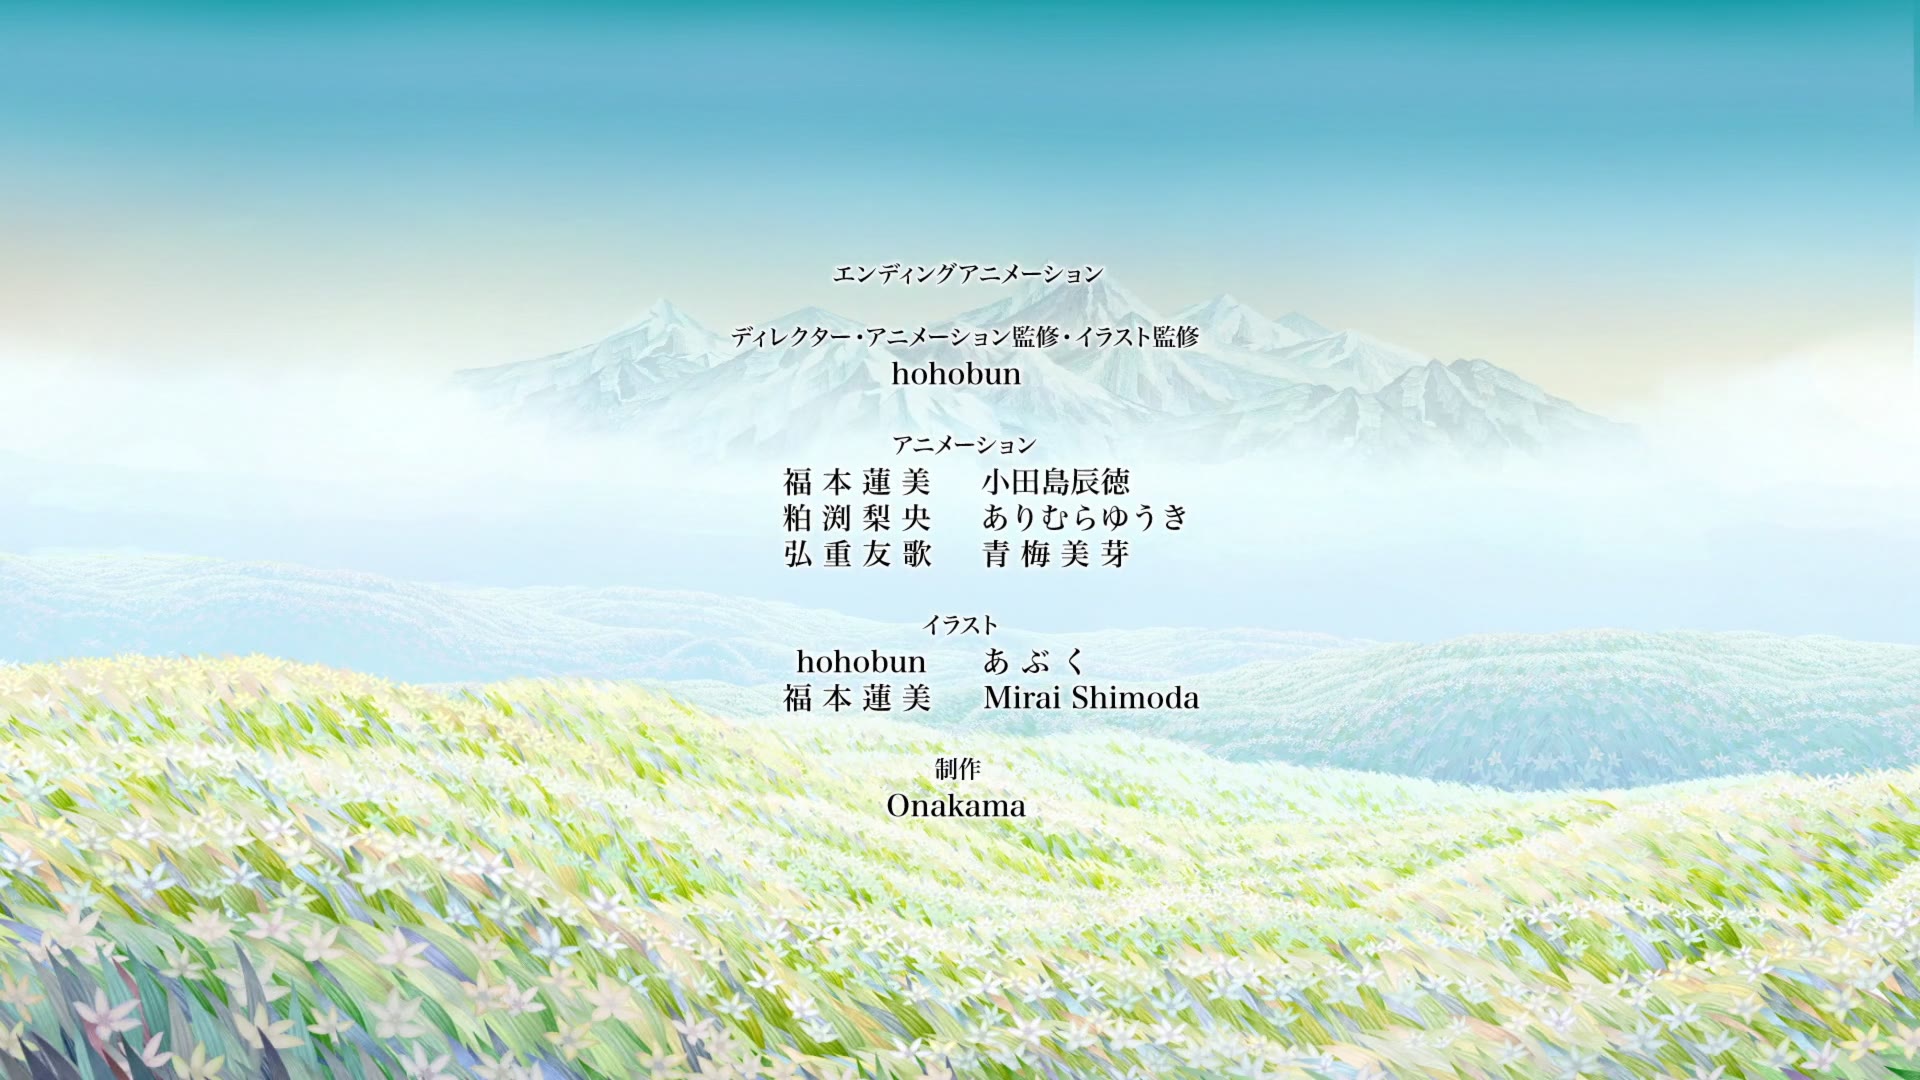 エンディングアニメーション
ディレクター・アニメーション監修・イラスト監修
hohobun
アニメーション
福本蓮美 小田島辰徳
粕渕梨央 ありむらゆうき
弘重友歌 青梅美芽
イラスト
hohobun あぶく
福本蓮美 Mirai Shimoda
制作
Onakama